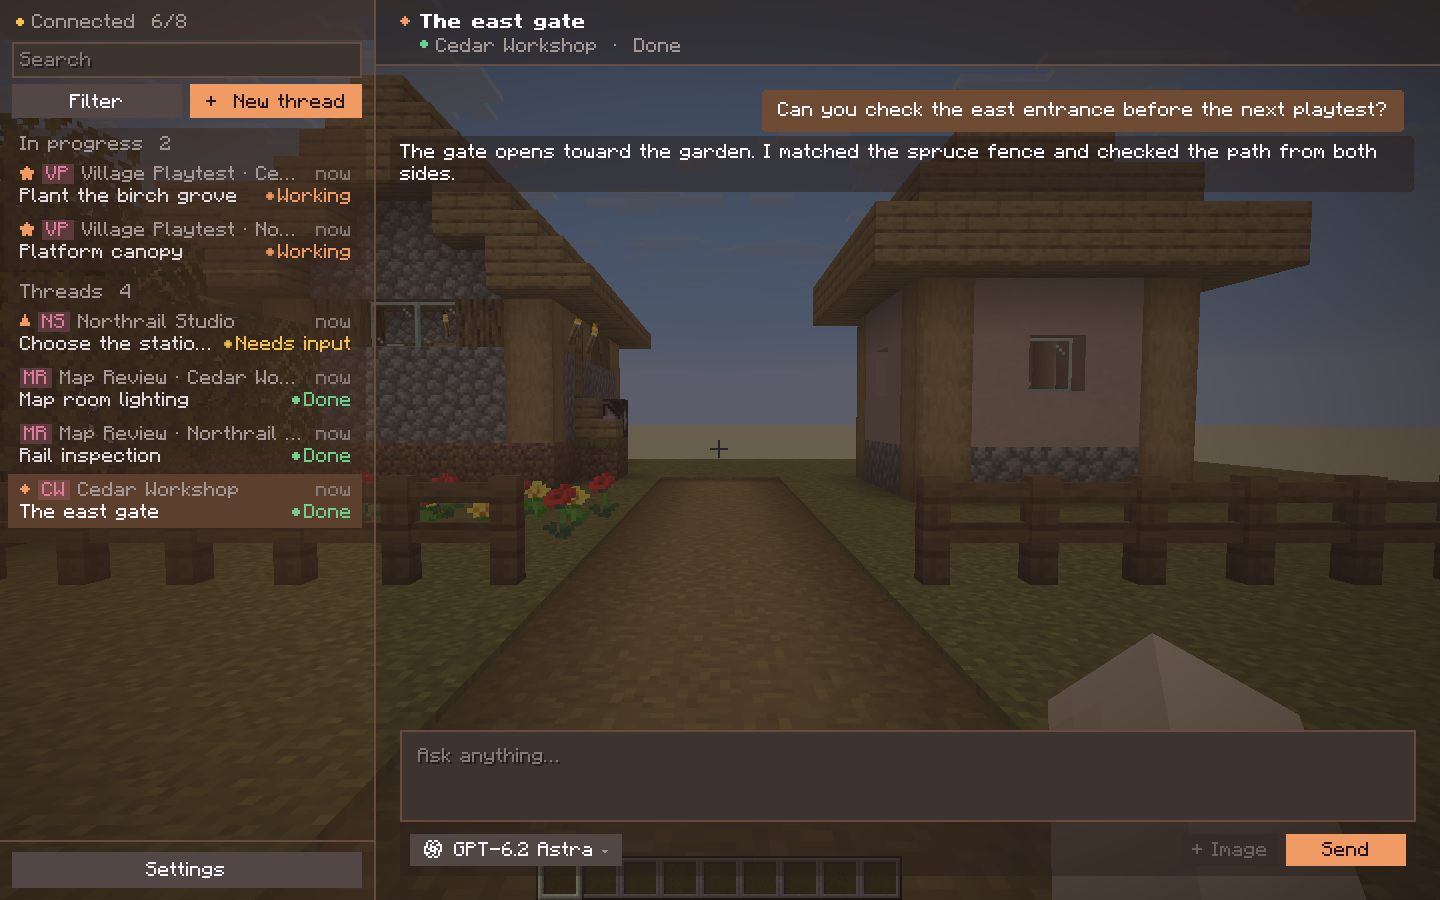 Connected 6/8
Search
Filter
+ New thread
In progress 2
VP Village Playtest · Ce... now
Plant the birch grove Working
VP Village Playtest · No... now
Platform canopy Working
Threads 4
NS Northrail Studio now
Choose the statio... Needs input
MR Map Review · Cedar Wo... now
Map room lighting Done
MR Map Review · Northrail ... now
Rail inspection Done
CW Cedar Workshop now
The east gate Done
Settings
The east gate
Cedar Workshop · Done
Can you check the east entrance before the next playtest?
The gate opens toward the garden. I matched the spruce fence and checked the path from both
sides.
Ask anything...
GPT-6.2 Astra
+ Image
Send